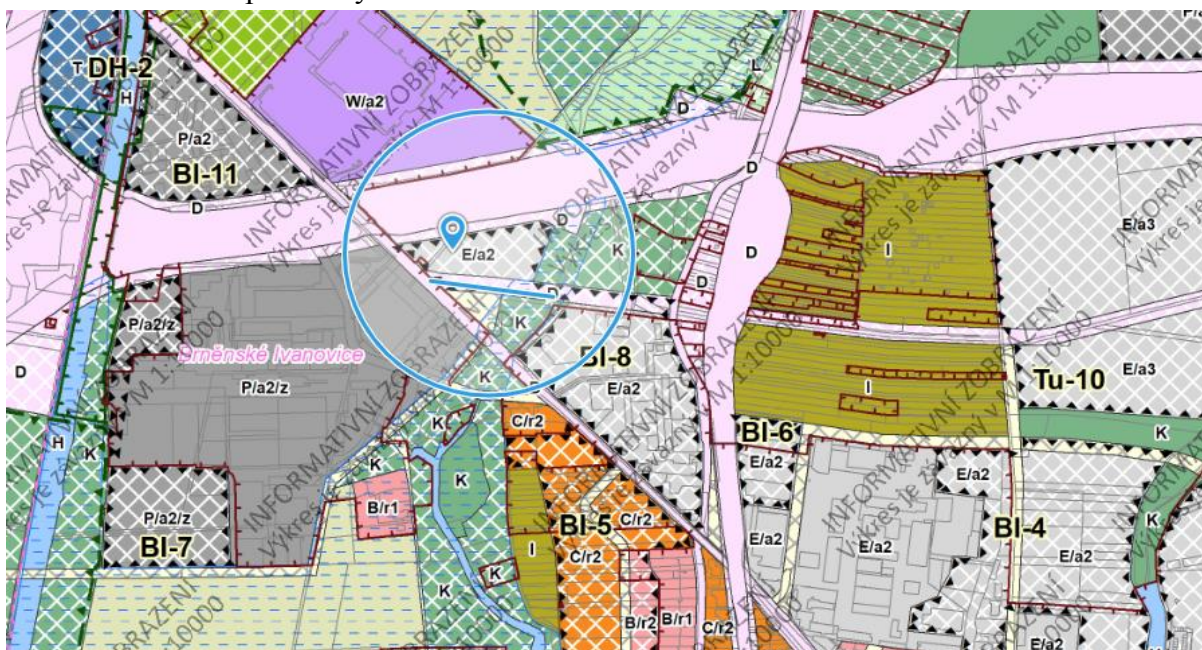 P/a2
T
DH-2
H
W/a2
L
D
P/a2
BI-11
D
D
D
E/a2
K
D
D
I
E/a3
D
P/a2/z
Brněnské Ivanovice
D
K
BI-8
E/a2
P/a2/z
H
K
K
C/r2
K
K
K
B/r1
I
BI-6
E/a2
I
Tu-10
E/a3
K
E/a2
BI-4
E/a2
E/a2
E/a2
K
P/a2/z
BI-7
BI-5
C/r2
C/r2
K
B/r2
B/r1
C/r2
E/a2
INFORMATIVNÍ ZOBRAZENÍ
Výkres je závazný v M 1:10000